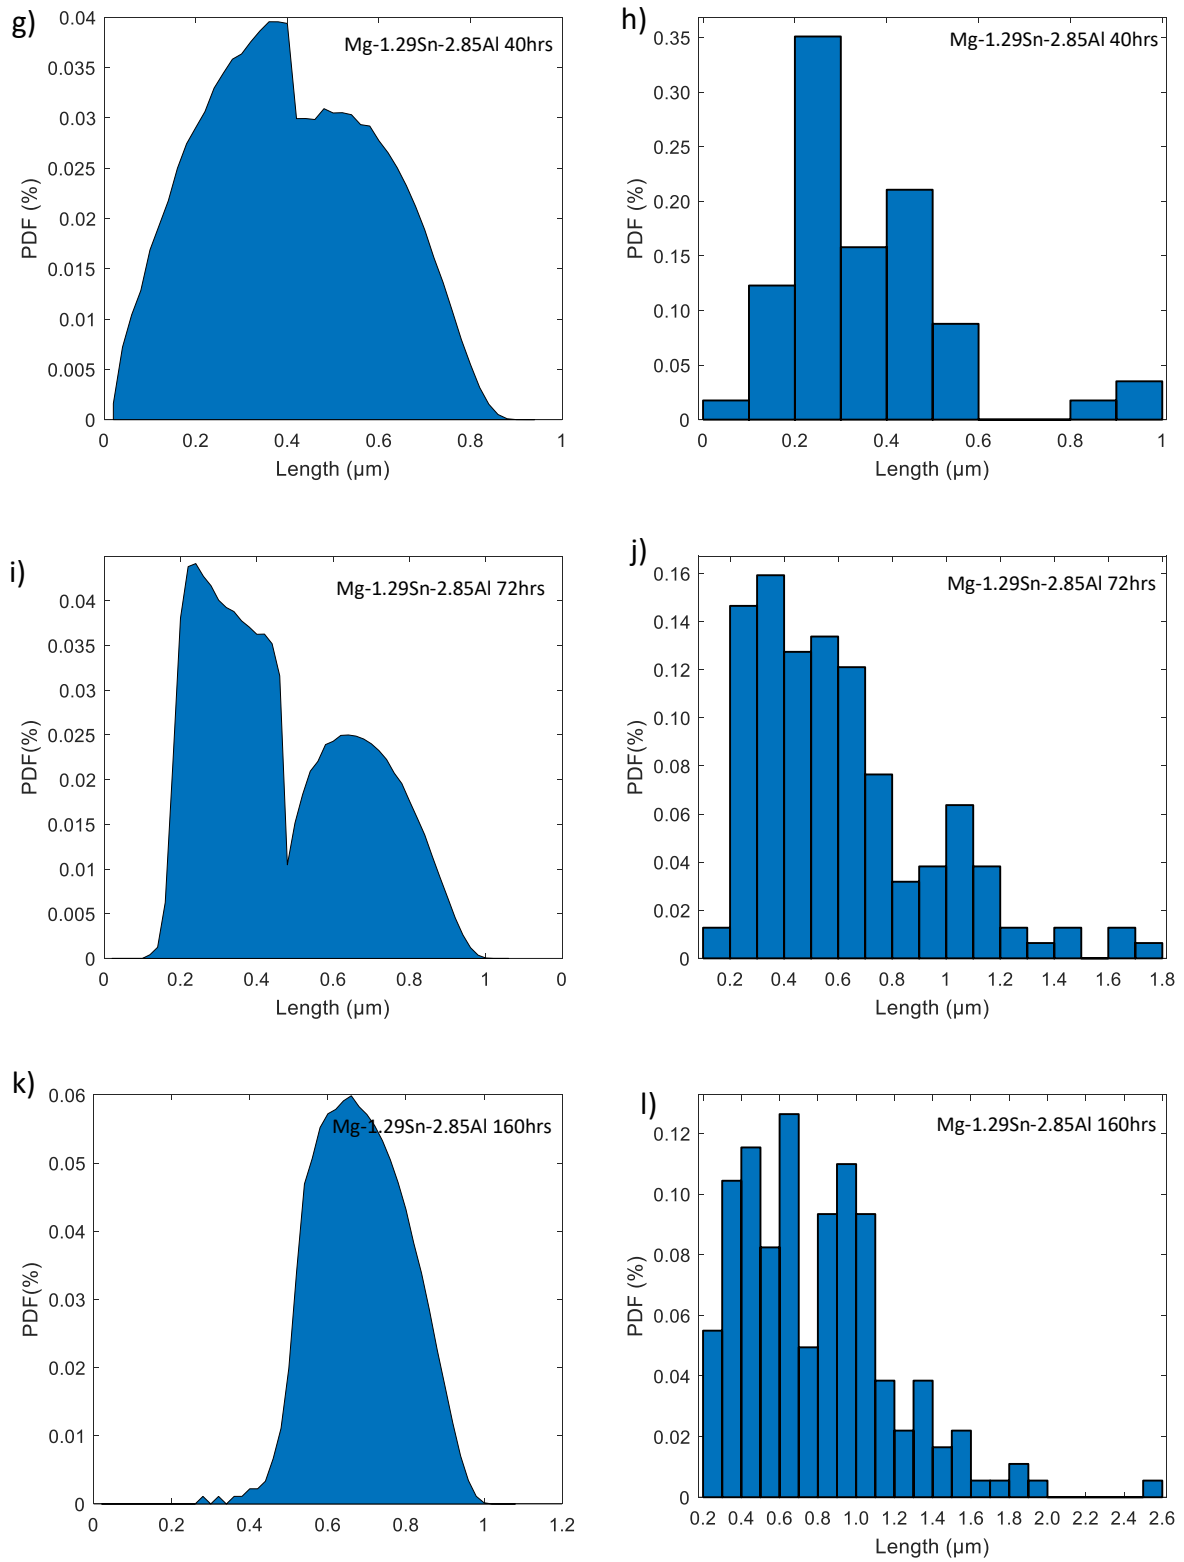 g)
Mg-1.29Sn-2.85Al 40hrs
0.04
0.035
0.03
0.025
0.02
0.015
0.01
0.005
0
PDF (%)
0 0.2 0.4 0.6 0.8 1
Length (µm)
h)
Mg-1.29Sn-2.85Al 40hrs
0.35
0.30
0.25
0.20
0.15
0.10
0.05
0
PDF (%)
0 0.2 0.4 0.6 0.8 1
Length (µm)
i)
Mg-1.29Sn-2.85Al 72hrs
0.04
0.035
0.03
0.025
0.02
0.015
0.01
0.005
0
PDF(%)
0 0.2 0.4 0.6 0.8 1 0
Length (µm)
j)
Mg-1.29Sn-2.85Al 72hrs
0.16
0.14
0.12
0.10
0.08
0.06
0.04
0.02
0
PDF(%)
0.2 0.4 0.6 0.8 1 1.2 1.4 1.6 1.8
Length (µm)
k)
Mg-1.29Sn-2.85Al 160hrs
0.06
0.05
0.04
0.03
0.02
0.01
0
PDF(%)
0 0.2 0.4 0.6 0.8 1 1.2
Length (µm)
l)
Mg-1.29Sn-2.85Al 160hrs
0.12
0.10
0.08
0.06
0.04
0.02
0
PDF (%)
0.2 0.4 0.6 0.8 1.0 1.2 1.4 1.6 1.8 2.0 2.2 2.4 2.6
Length (µm)